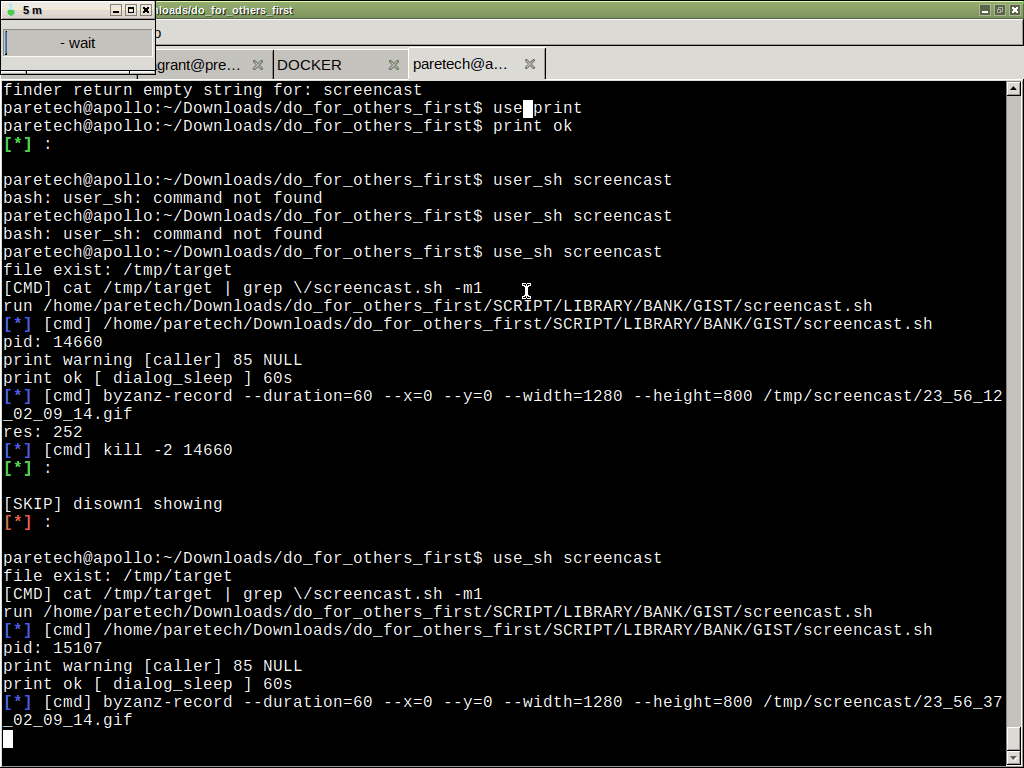 5 m
nloads/do_for_others_first
- wait
p
agrant@pre...
DOCKER
paretech@a...
finder return empty string for: screencast
paretech@apollo:~/Downloads/do_for_others_first$ use print
paretech@apollo:~/Downloads/do_for_others_first$ print ok
[*] :
paretech@apollo:~/Downloads/do_for_others_first$ user_sh screencast
bash: user_sh: command not found
paretech@apollo:~/Downloads/do_for_others_first$ user_sh screencast
bash: user_sh: command not found
paretech@apollo:~/Downloads/do_for_others_first$ use_sh screencast
file exist: /tmp/target
[CMD] cat /tmp/target | grep \/screencast.sh -m1
run /home/paretech/Downloads/do_for_others_first/SCRIPT/LIBRARY/BANK/GIST/screencast.sh
[*] [cmd] /home/paretech/Downloads/do_for_others_first/SCRIPT/LIBRARY/BANK/GIST/screencast.sh
pid: 14660
print warning [caller] 85 NULL
print ok [ dialog_sleep ] 60s
[*] [cmd] byzanz-record --duration=60 --x=0 --y=0 --width=1280 --height=800 /tmp/screencast/23_56_12
_02_09_14.gif
res: 252
[*] [cmd] kill -2 14660
[*] :
[SKIP] disown1 showing
[*] :
paretech@apollo:~/Downloads/do_for_others_first$ use_sh screencast
file exist: /tmp/target
[CMD] cat /tmp/target | grep \/screencast.sh -m1
run /home/paretech/Downloads/do_for_others_first/SCRIPT/LIBRARY/BANK/GIST/screencast.sh
[*] [cmd] /home/paretech/Downloads/do_for_others_first/SCRIPT/LIBRARY/BANK/GIST/screencast.sh
pid: 15107
print warning [caller] 85 NULL
print ok [ dialog_sleep ] 60s
[*] [cmd] byzanz-record --duration=60 --x=0 --y=0 --width=1280 --height=800 /tmp/screencast/23_56_37
_02_09_14.gif